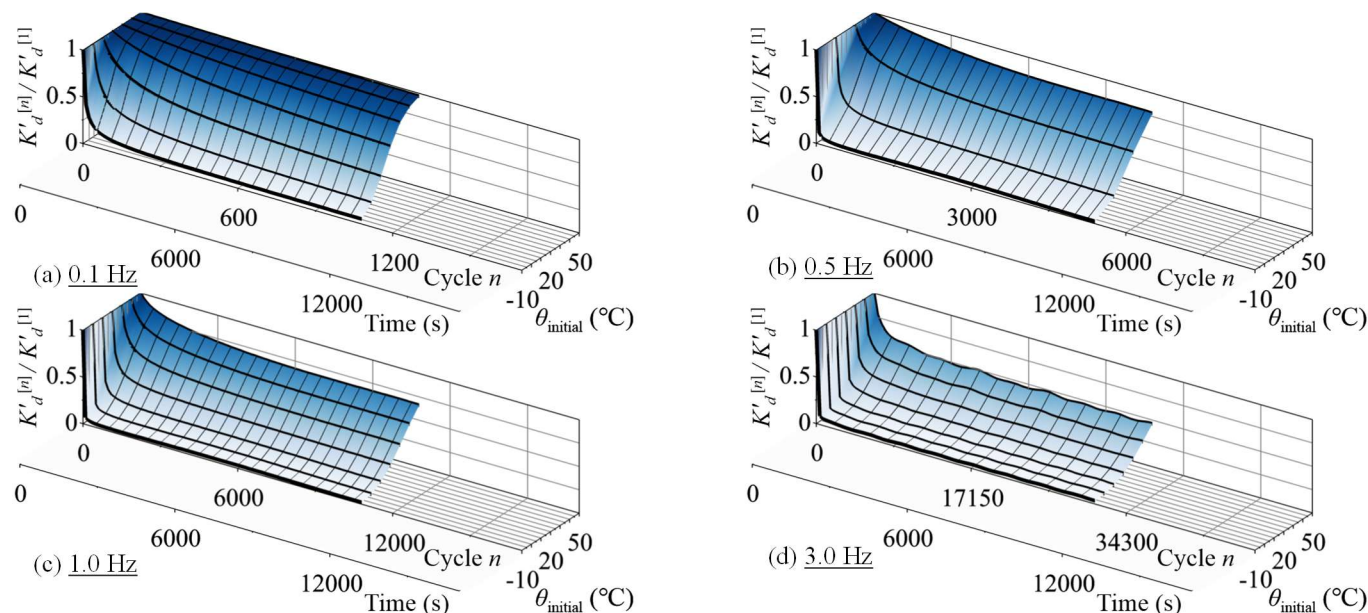 K′d[n] / K′d[1]
1
0.5
0
0
600
1200
Cycle n
0
6000
12000
Time (s)
-10
20
50
θinitial (℃)
(a) 0.1 Hz
K′d[n] / K′d[1]
1
0.5
0
0
3000
6000
Cycle n
0
6000
12000
Time (s)
-10
20
50
θinitial (℃)
(b) 0.5 Hz
K′d[n] / K′d[1]
1
0.5
0
0
6000
12000
Cycle n
0
6000
12000
Time (s)
-10
20
50
θinitial (℃)
(c) 1.0 Hz
K′d[n] / K′d[1]
1
0.5
0
0
17150
34300
Cycle n
0
6000
12000
Time (s)
-10
20
50
θinitial (℃)
(d) 3.0 Hz